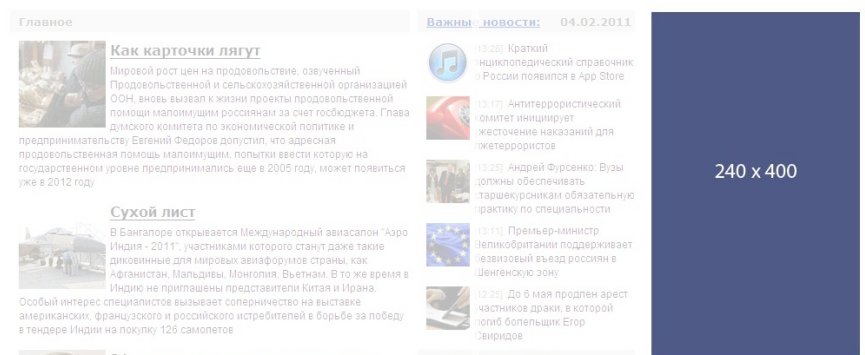 Главное
Как карточки лягут
Мировой рост цен на продовольствие, озвученный
Продовольственной и сельскохозяйственной организацией
ООН, вновь вызвал к жизни проекты продовольственной
помощи малоимущим россиянам за счет госбюджета. Глава
думского комитета по экономической политике и
предпринимательству Евгений Федоров допустил, что адресная
продовольственная помощь малоимущим, попытки ввести которую на
государственном уровне предпринимались еще в 2005 году, может появиться
уже в 2012 году
Сухой лист
В Бангалоре открывается Международный авиасалон "Аэро
Индия - 2011", участниками которого станут даже такие
диковинные для мировых авиафорумов страны, как
Афганистан, Мальдивы, Монголия, Вьетнам. В то же время в
Индию не приглашены представители Китая и Ирана.
Особый интерес специалистов вызывает соперничество на выставке
американских, французского и российского истребителей в борьбе за победу
в тендере Индии на покупку 126 самолетов
Важные новости: 04.02.2011
[13:26] Краткий
энциклопедический справочник
о России появился в App Store
[13:17] Антитеррористический
комитет инициирует
ужесточение наказаний для
лжетеррористов
[13:25] Андрей Фурсенко: Вузы
должны обеспечивать
старшекурсникам обязательную
практику по специальности
[13:11] Премьер-министр
Великобритании поддерживает
безвизовый въезд россиян в
Шенгенскую зону
[12:25] До 6 мая продлен арест
участников драки, в которой
погиб болельщик Егор
Свиридов
240 x 400